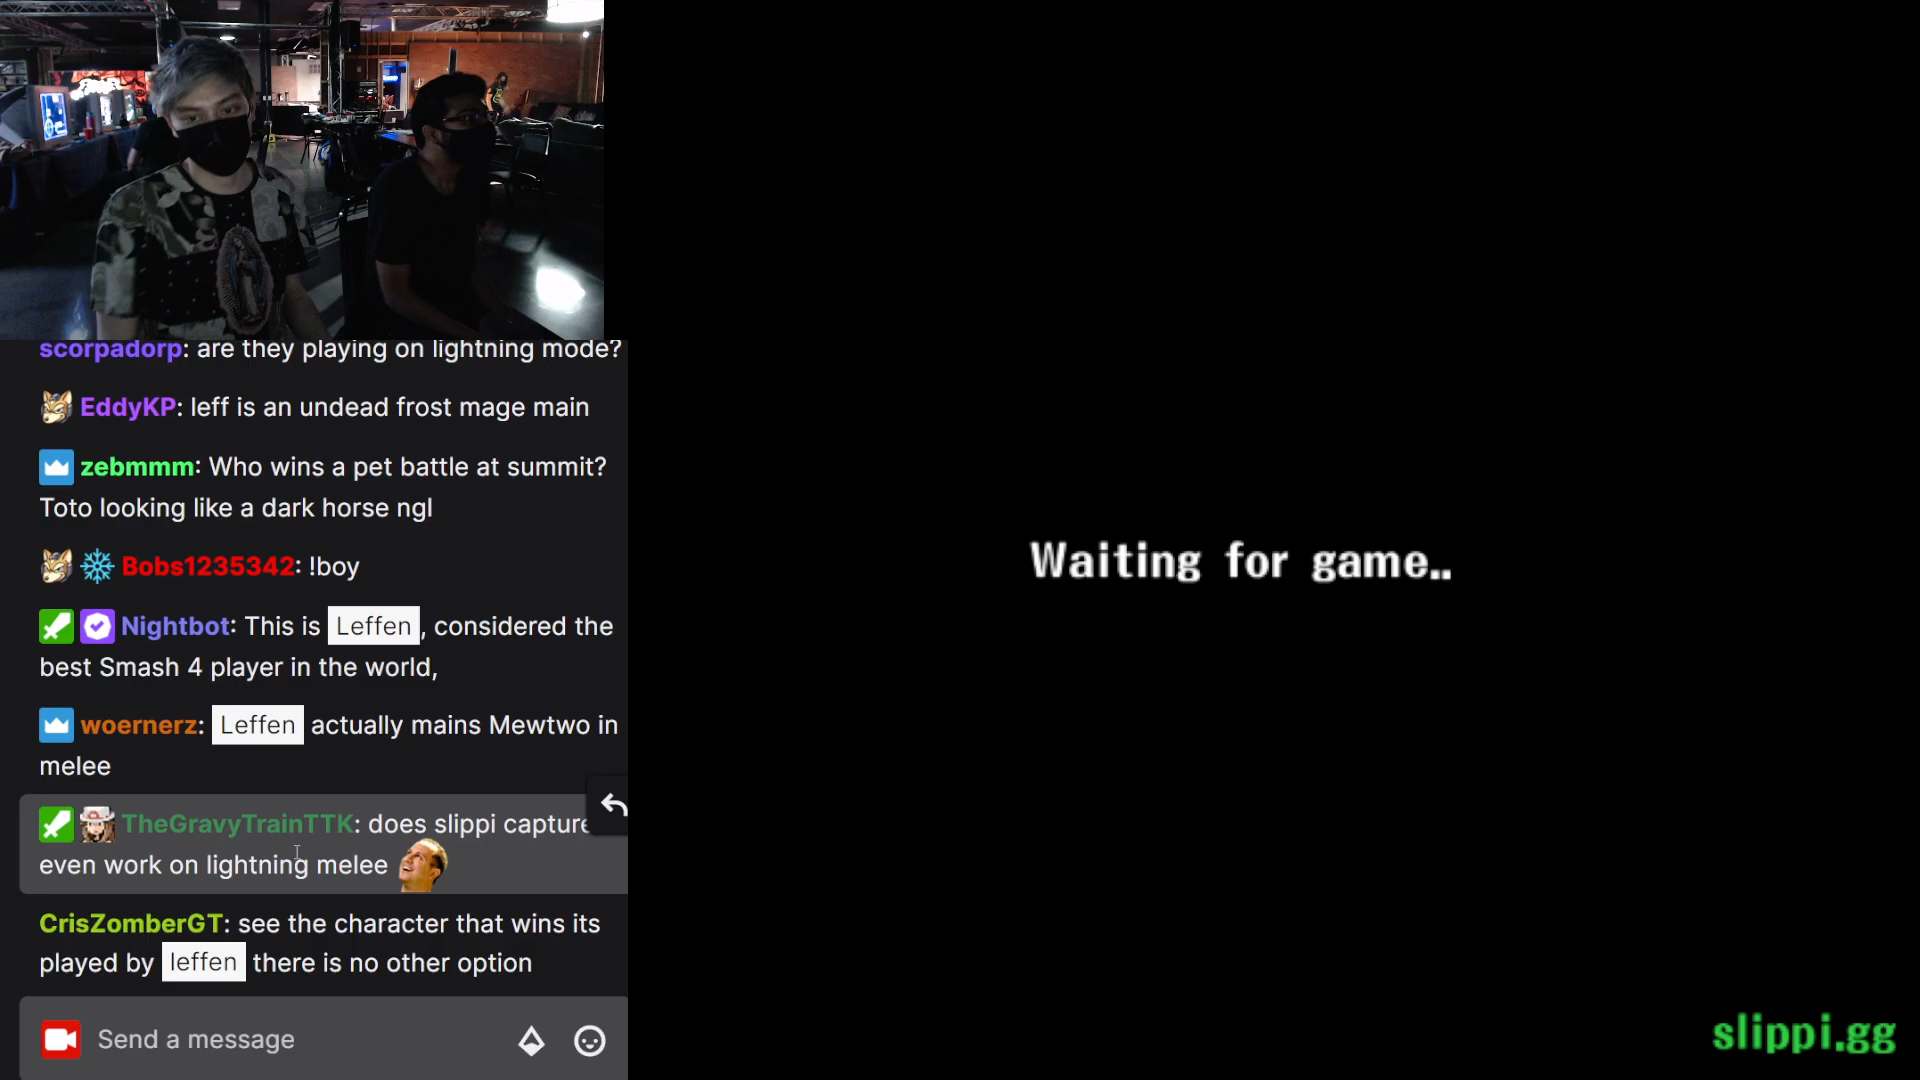 scorpadorp: are they playing on lightning mode?
EddyKP: leff is an undead frost mage main
zebmmm: Who wins a pet battle at summit?
Toto looking like a dark horse ngl
Bobs1235342: !boy
Nightbot: This is Leffen, considered the
best Smash 4 player in the world,
woernerz: Leffen actually mains Mewtwo in
melee
TheGravyTrainTTK: does slippi capture
even work on lightning melee
CrisZomberGT: see the character that wins its
played by leffen there is no other option
Send a message
Waiting for game..
slippi.gg